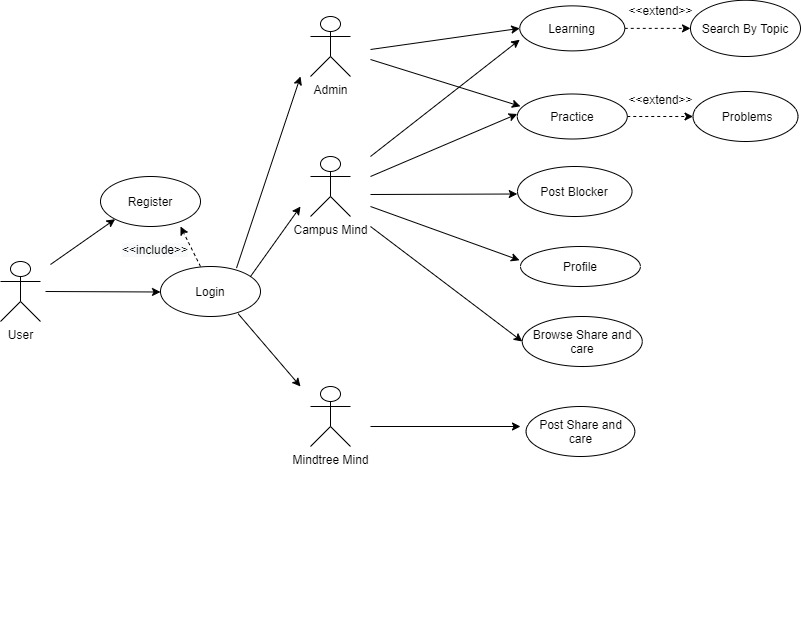 <<extend>>
Learning
Search By Topic
Admin
<<extend>>
Practice
Problems
Register
Post Blocker
Campus Mind
<<include>>
Profile
Login
User
Browse Share and
care
Post Share and
care
Mindtree Mind